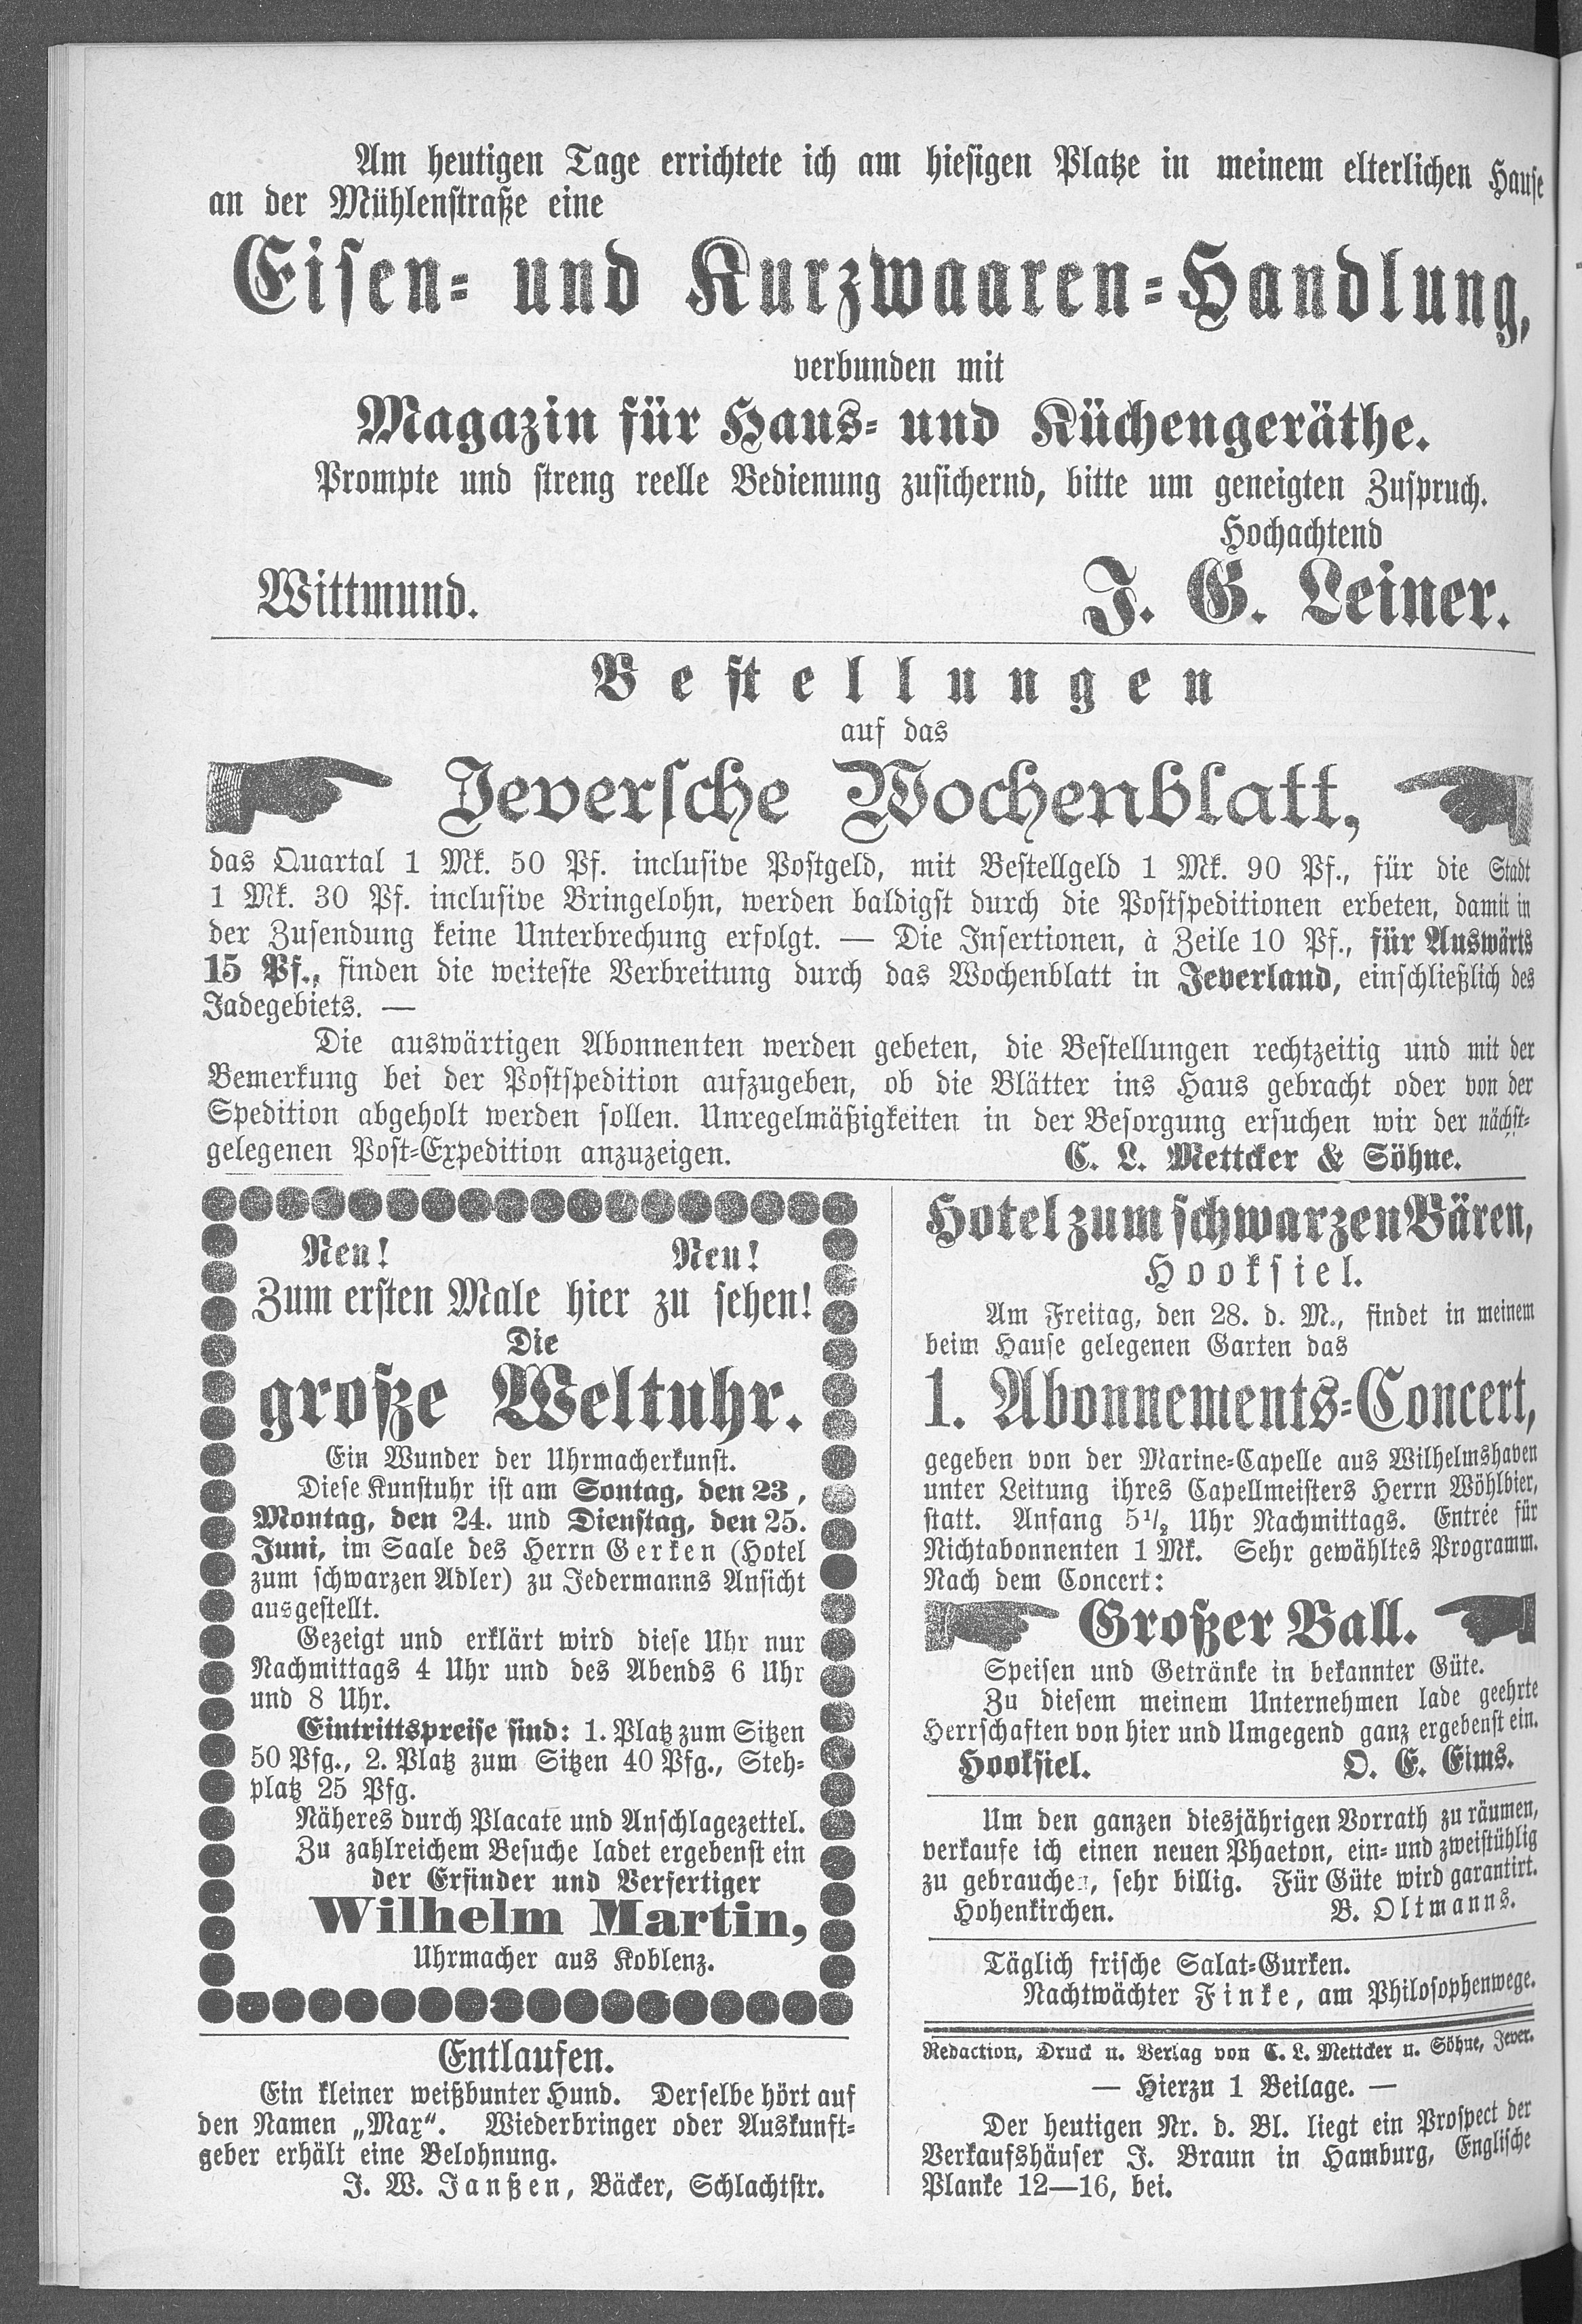 Am heutigen Tage errichtete ich am hiesigen Platze in meinem elterlichen Hause
an der Mühlenstraße eine
Eisen- und Kurzwaaren-Handlung,
verbunden mit
Magazin für Haus- und Küchengeräthe.
Prompte und streng reelle Bedienung zusichernd, bitte um geneigten Zuspruch.
Hochachtend
Wittmund. J. G. Leiner.
Bestellungen
auf das
Jeversche Wochenblatt,
das Quartal 1 Mk. 50 Pf. inclusive Postgeld, mit Bestellgeld 1 Mk. 90 Pf., für die Stadt
1 Mk. 30 Pf. inclusive Bringelohn, werden baldigst durch die Postspeditionen erbeten, damit in
der Zusendung keine Unterbrechung erfolgt. — Die Insertionen, à Zeile 10 Pf., für Auswärts
15 Pf., finden die weiteste Verbreitung durch das Wochenblatt in Jeverland, einschließlich des
Jadegebiets. —
Die auswärtigen Abonnenten werden gebeten, die Bestellungen rechtzeitig und mit der
Bemerkung bei der Postspedition aufzugeben, ob die Blätter ins Haus gebracht oder von der
Spedition abgeholt werden sollen. Unregelmäßigkeiten in der Besorgung ersuchen wir der nächst-
gelegenen Post-Expedition anzuzeigen. C. L. Mettcker & Söhne.
Neu! Neu!
Zum ersten Male hier zu sehen!
Die
große Weltuhr.
Ein Wunder der Uhrmacherkunst.
Diese Kunstuhr ist am Sontag, den 23,
Montag, den 24. und Dienstag, den 25.
Juni, im Saale des Herrn Gerken (Hotel
zum schwarzen Adler) zu Jedermanns Ansicht
ausgestellt.
Gezeigt und erklärt wird diese Uhr nur
Nachmittags 4 Uhr und des Abends 6 Uhr
und 8 Uhr.
Eintrittspreise sind: 1. Platz zum Sitzen
50 Pfg., 2. Platz zum Sitzen 40 Pfg., Steh-
platz 25 Pfg.
Näheres durch Placate und Anschlagezettel.
Zu zahlreichem Besuche ladet ergebenst ein
der Erfinder und Verfertiger
Wilhelm Martin,
Uhrmacher aus Koblenz.
Entlaufen.
Ein kleiner weißbunter Hund. Derselbe hört auf
den Namen „Max“. Wiederbringer oder Auskunft-
geber erhält eine Belohnung.
J. W. Janßen, Bäcker, Schlachtstr.
Hotel zum schwarzen Bären,
Hooksiel.
Am Freitag, den 28. d. M., findet in meinem
beim Hause gelegenen Garten das
1. Abonnements-Concert,
gegeben von der Marine-Capelle aus Wilhelmshaven
unter Leitung ihres Capellmeisters Herrn Wöhlbier,
statt. Anfang 5½ Uhr Nachmittags. Entrée für
Nichtabonnenten 1 Mk. Sehr gewähltes Programm.
Nach dem Concert:
Großer Ball.
Speisen und Getränke in bekannter Güte.
Zu diesem meinem Unternehmen lade geehrte
Herrschaften von hier und Umgegend ganz ergebenst ein.
Hooksiel. O. E. Eims.
Um den ganzen diesjährigen Vorrath zu räumen,
verkaufe ich einen neuen Phaeton, ein- und zweistühlig
zu gebrauchen, sehr billig. Für Güte wird garantirt.
Hohenkirchen. B. Oltmanns.
Täglich frische Salat-Gurken.
Nachtwächter Finke, am Philosophenwege.
Redaction, Druck u. Verlag von C. L. Mettcker u. Söhne, Jever.
— Hierzu 1 Beilage. —
Der heutigen Nr. d. Bl. liegt ein Prospect der
Verkaufshäuser J. Braun in Hamburg, Englische
Planke 12—16, bei.